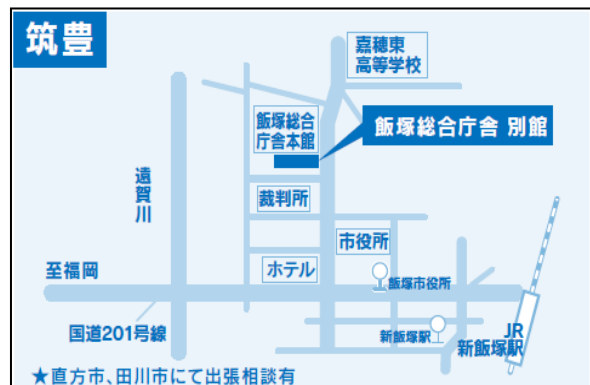 筑豊
嘉穂東
高等学校
飯塚総合
庁舎本館
飯塚総合庁舎 別館
遠賀川
裁判所
市役所
至福岡
ホテル
飯塚市役所
国道201号線
新飯塚駅
JR
新飯塚駅
★直方市、田川市にて出張相談有